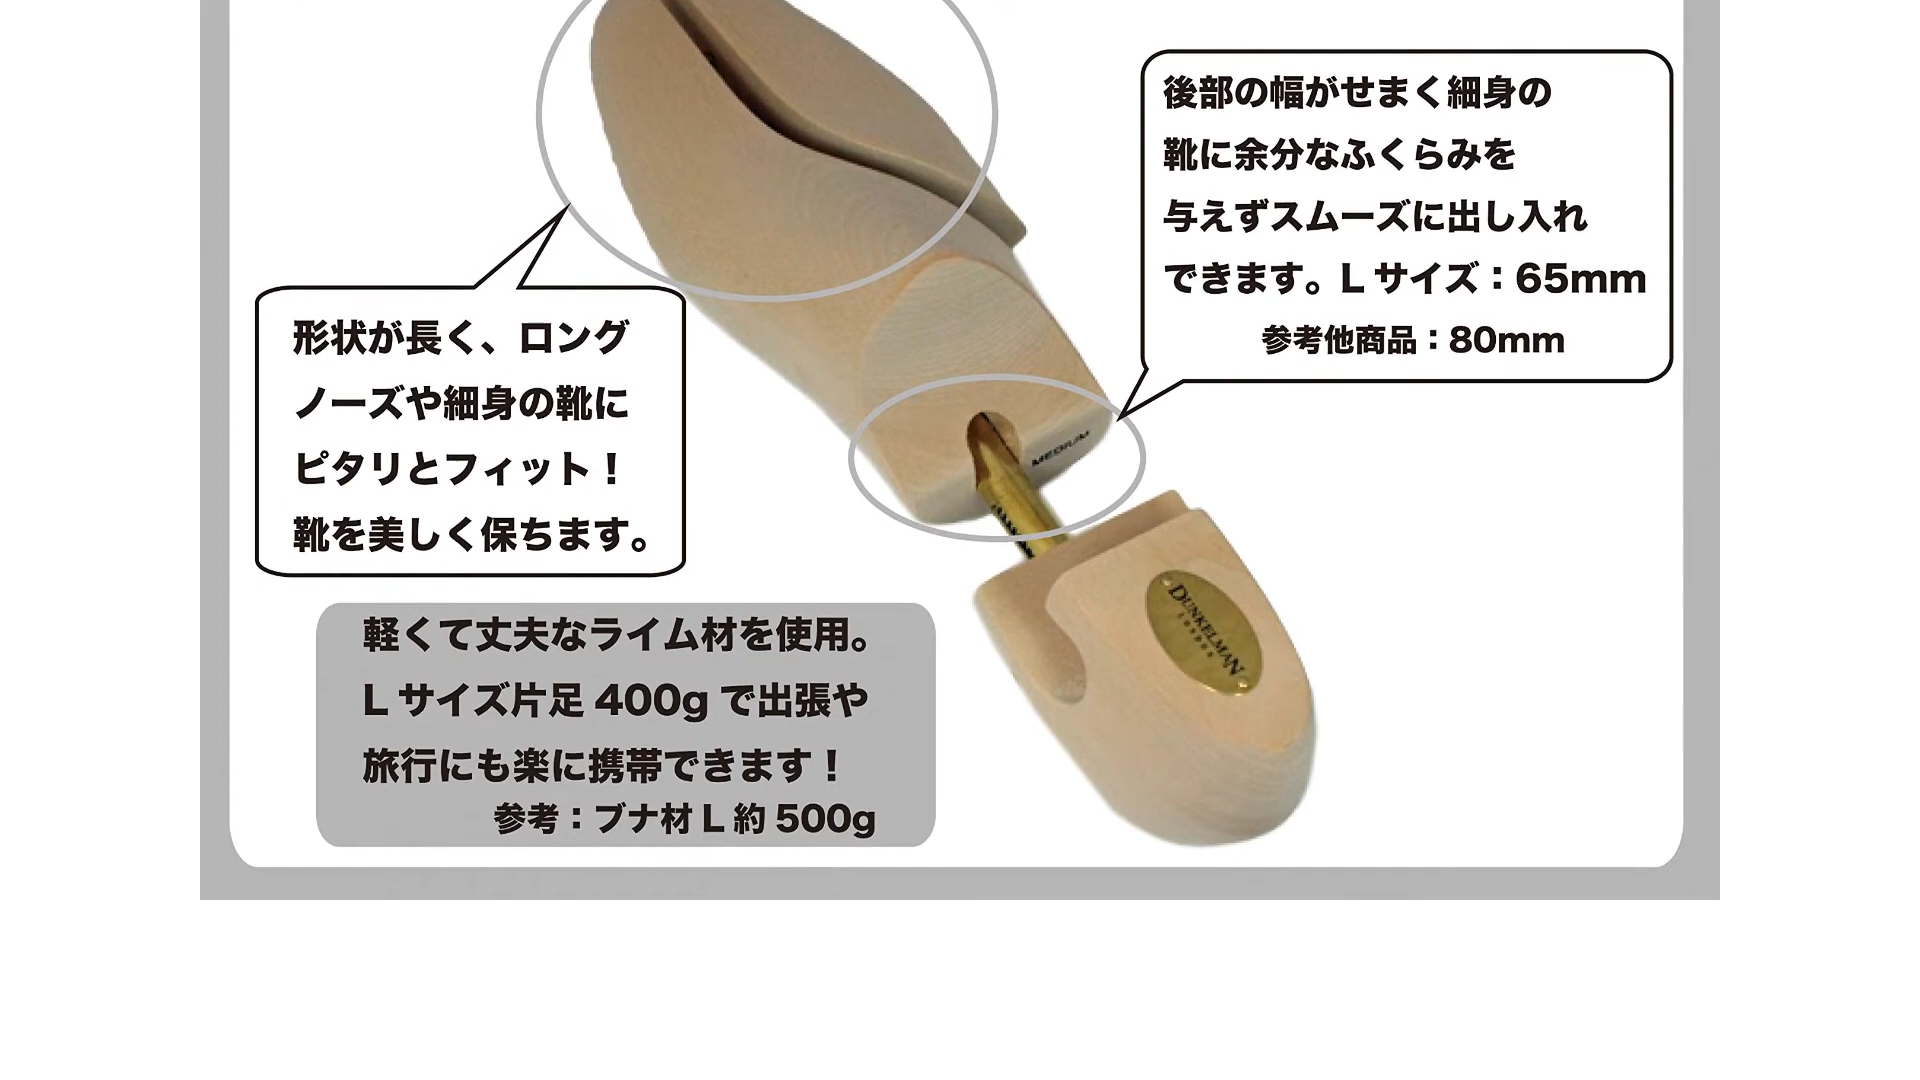 後部の幅がせまく細身の
靴に余分なふくらみを
与えずスムーズに出し入れ
できます。L サイズ：65mm
参考他商品：80mm
形状が長く、ロング
ノーズや細身の靴に
ピタリとフィット！
靴を美しく保ちます。
MEDIUM
DUNKELMAN
LONDON
軽くて丈夫なライム材を使用。
L サイズ片足 400g で出張や
旅行にも楽に携帯できます！
参考：ブナ材 L 約 500g